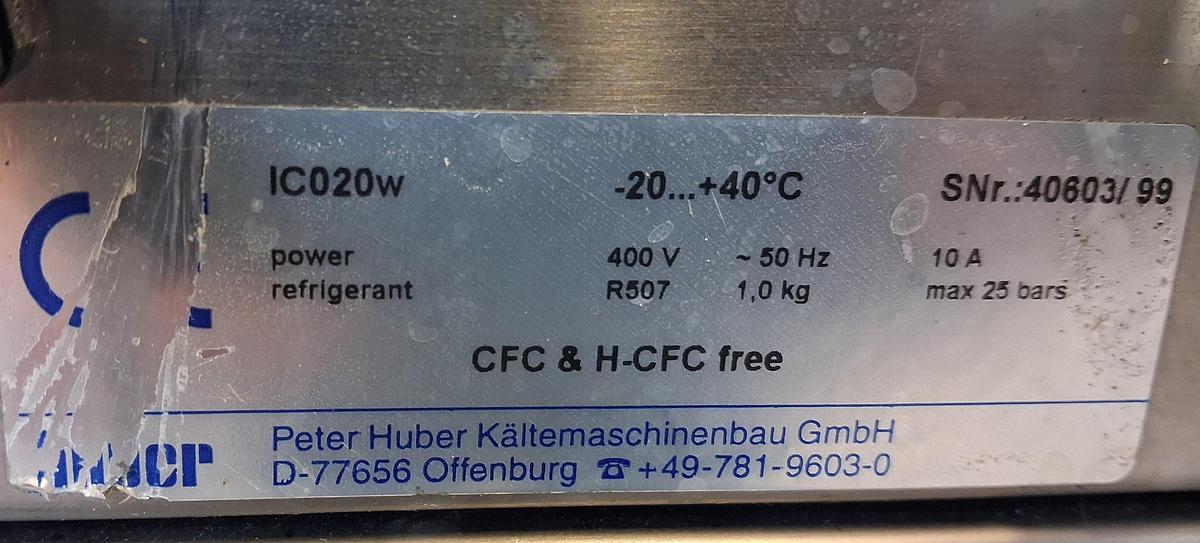 IC020w -20...+40°C SNr.:40603/ 99
power 400 V ~ 50 Hz 10 A
refrigerant R507 1,0 kg max 25 bars
CFC & H-CFC free
Peter Huber Kältemaschinenbau GmbH
D-77656 Offenburg ☎ +49-781-9603-0